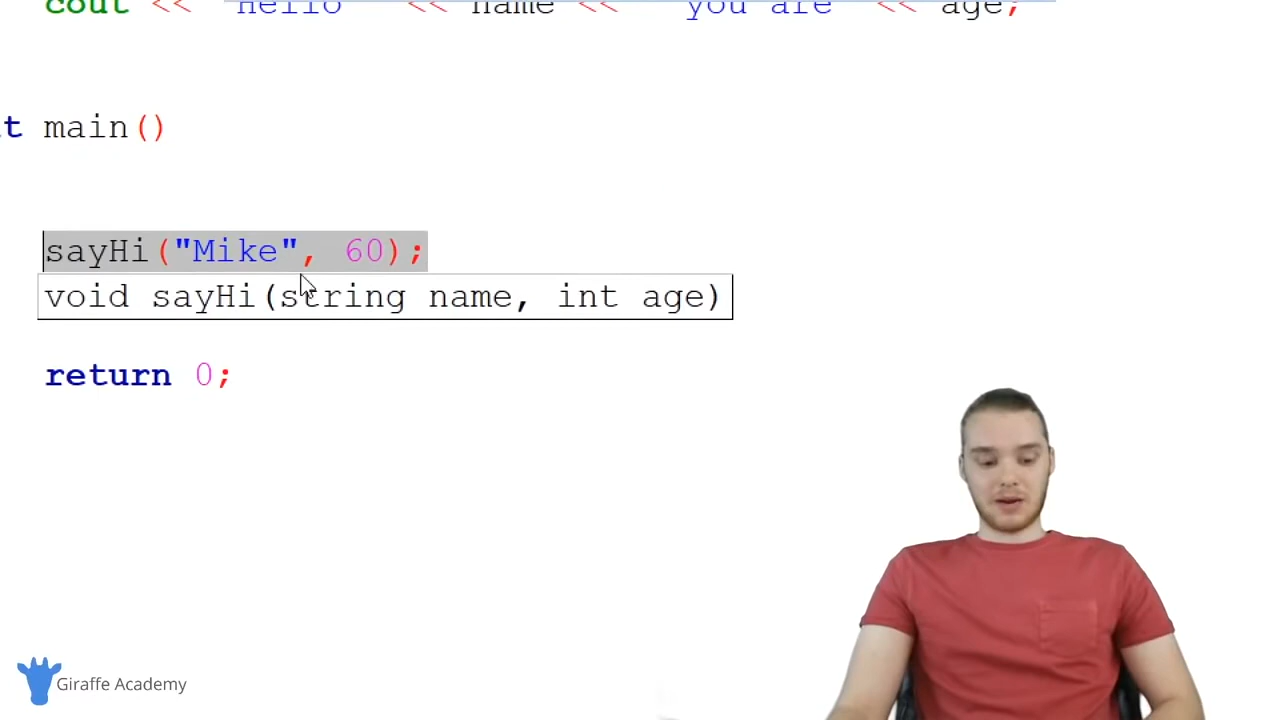 cout << "Hello " << name << " you are " << age;
t main()
sayHi("Mike", 60);
void sayHi(string name, int age)
return 0;
Giraffe Academy